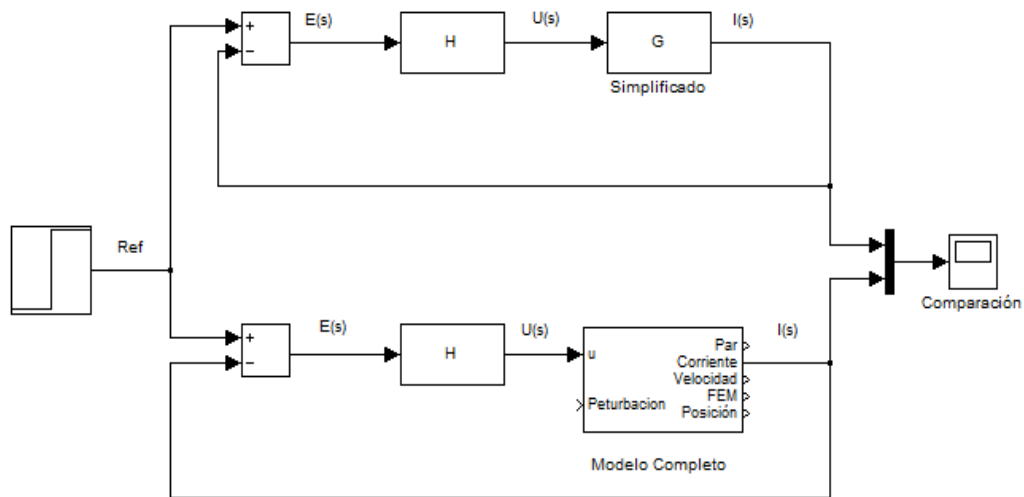 E(s)
U(s)
I(s)
+
−
H
G
Simplificado
Ref
Comparación
E(s)
U(s)
I(s)
+
−
H
u
Peturbacion
Par
Corriente
Velocidad
FEM
Posición
Modelo Completo